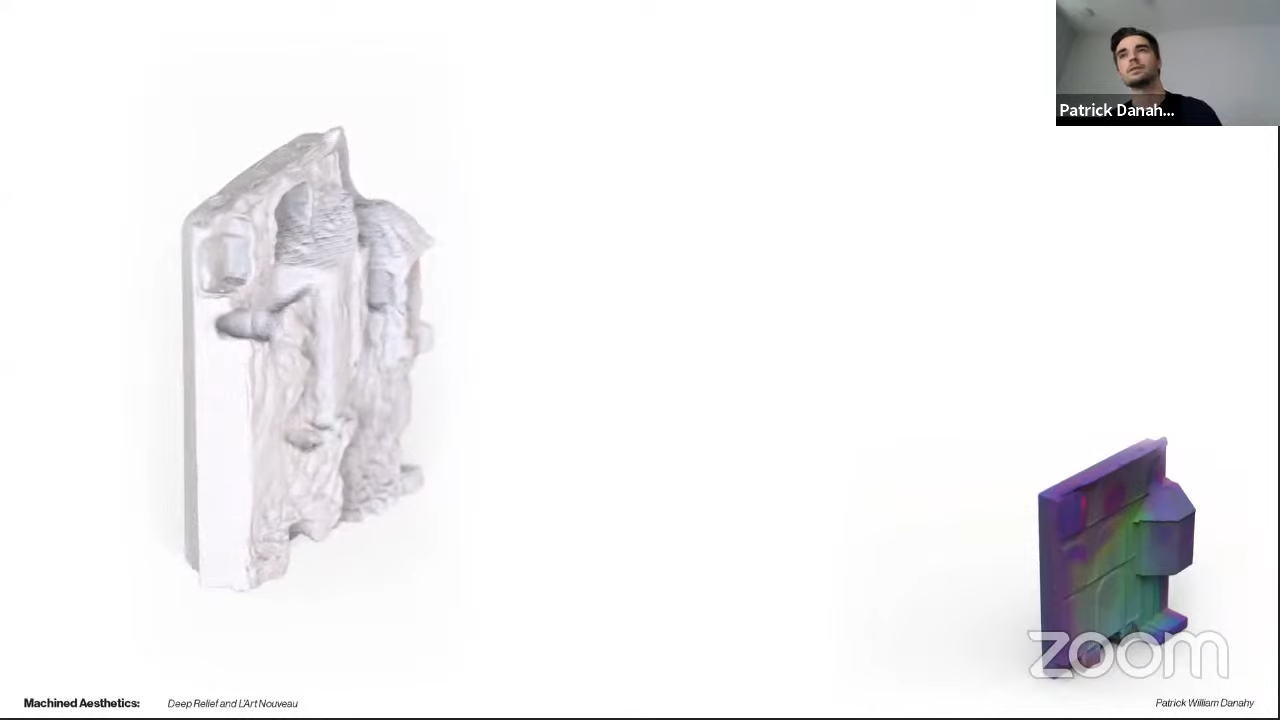 Patrick Danah...
zoom
Machined Aesthetics: Deep Relief and L'Art Nouveau
Patrick William Danahy